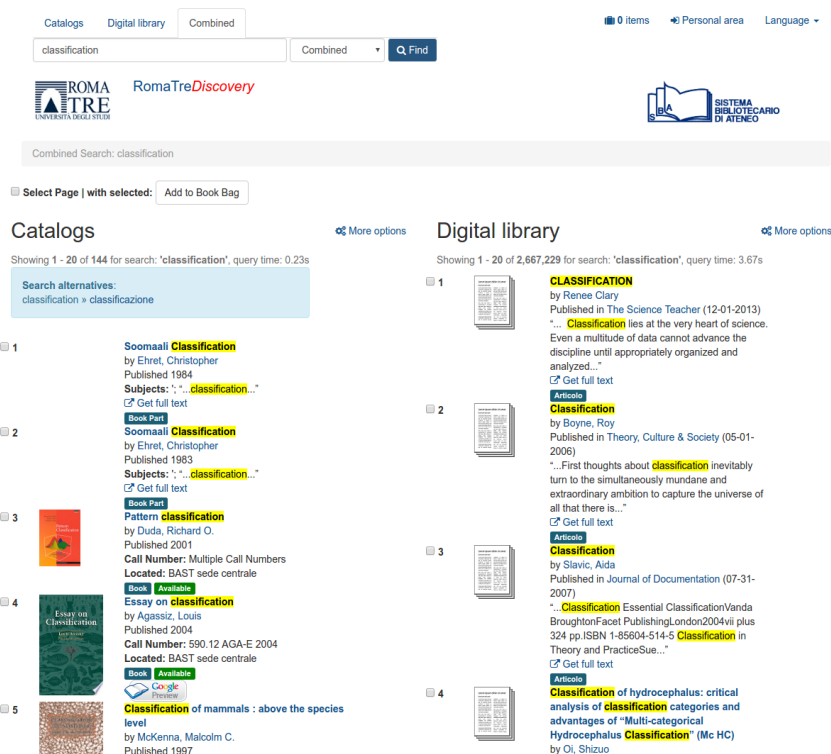 Catalogs Digital library Combined
0 items Personal area Language
classification Combined Find
ROMA
TRE
UNIVERSITÀ DEGLI STUDI
RomaTreDiscovery
SBA
SISTEMA
BIBLIOTECARIO
DI ATENEO
Combined Search: classification
Select Page | with selected: Add to Book Bag
Catalogs
More options
Showing 1 - 20 of 144 for search: 'classification', query time: 0.23s
Search alternatives:
classification » classificazione
1
Soomaali Classification
by Ehret, Christopher
Published 1984
Subjects: '; "...classification..."
Get full text
Book Part
2
Soomali Classification
by Ehret, Christopher
Published 1983
Subjects: '; "...classification..."
Get full text
Book Part
3
Pattern classification
by Duda, Richard O.
Published 2001
Call Number: Multiple Call Numbers
Located: BAST sede centrale
Book Available
4
Essay on
Classification
Essay on classification
by Agassiz, Louis
Published 2004
Call Number: 590.12 AGA-E 2004
Located: BAST sede centrale
Book Available
Google
Preview
5
Classification of mammals : above the species
level
by McKenna, Malcolm C.
Published 1997
Digital library
More options
Showing 1 - 20 of 2,667,229 for search: 'classification', query time: 3.67s
1
CLASSIFICATION
by Renee Clary
Published in The Science Teacher (12-01-2013)
"... Classification lies at the very heart of science.
Even a multitude of data cannot advance the
discipline until appropriately organized and
analyzed..."
Get full text
Articolo
2
Classification
by Boyne, Roy
Published in Theory, Culture & Society (05-01-
2006)
"...First thoughts about classification inevitably
turn to the simultaneously mundane and
extraordinary ambition to capture the universe of
all that there is..."
Get full text
Articolo
3
Classification
by Slavic, Aida
Published in Journal of Documentation (07-31-
2007)
"...Classification Essential ClassificationVanda
BroughtonFacet PublishingLondon2004vii plus
324 pp.ISBN 1-85604-514-5 Classification in
Theory and PracticeSue..."
Get full text
Articolo
4
Classification of hydrocephalus: critical
analysis of classification categories and
advantages of "Multi-categorical
Hydrocephalus Classification" (Mc HC)
by Oi, Shizuo